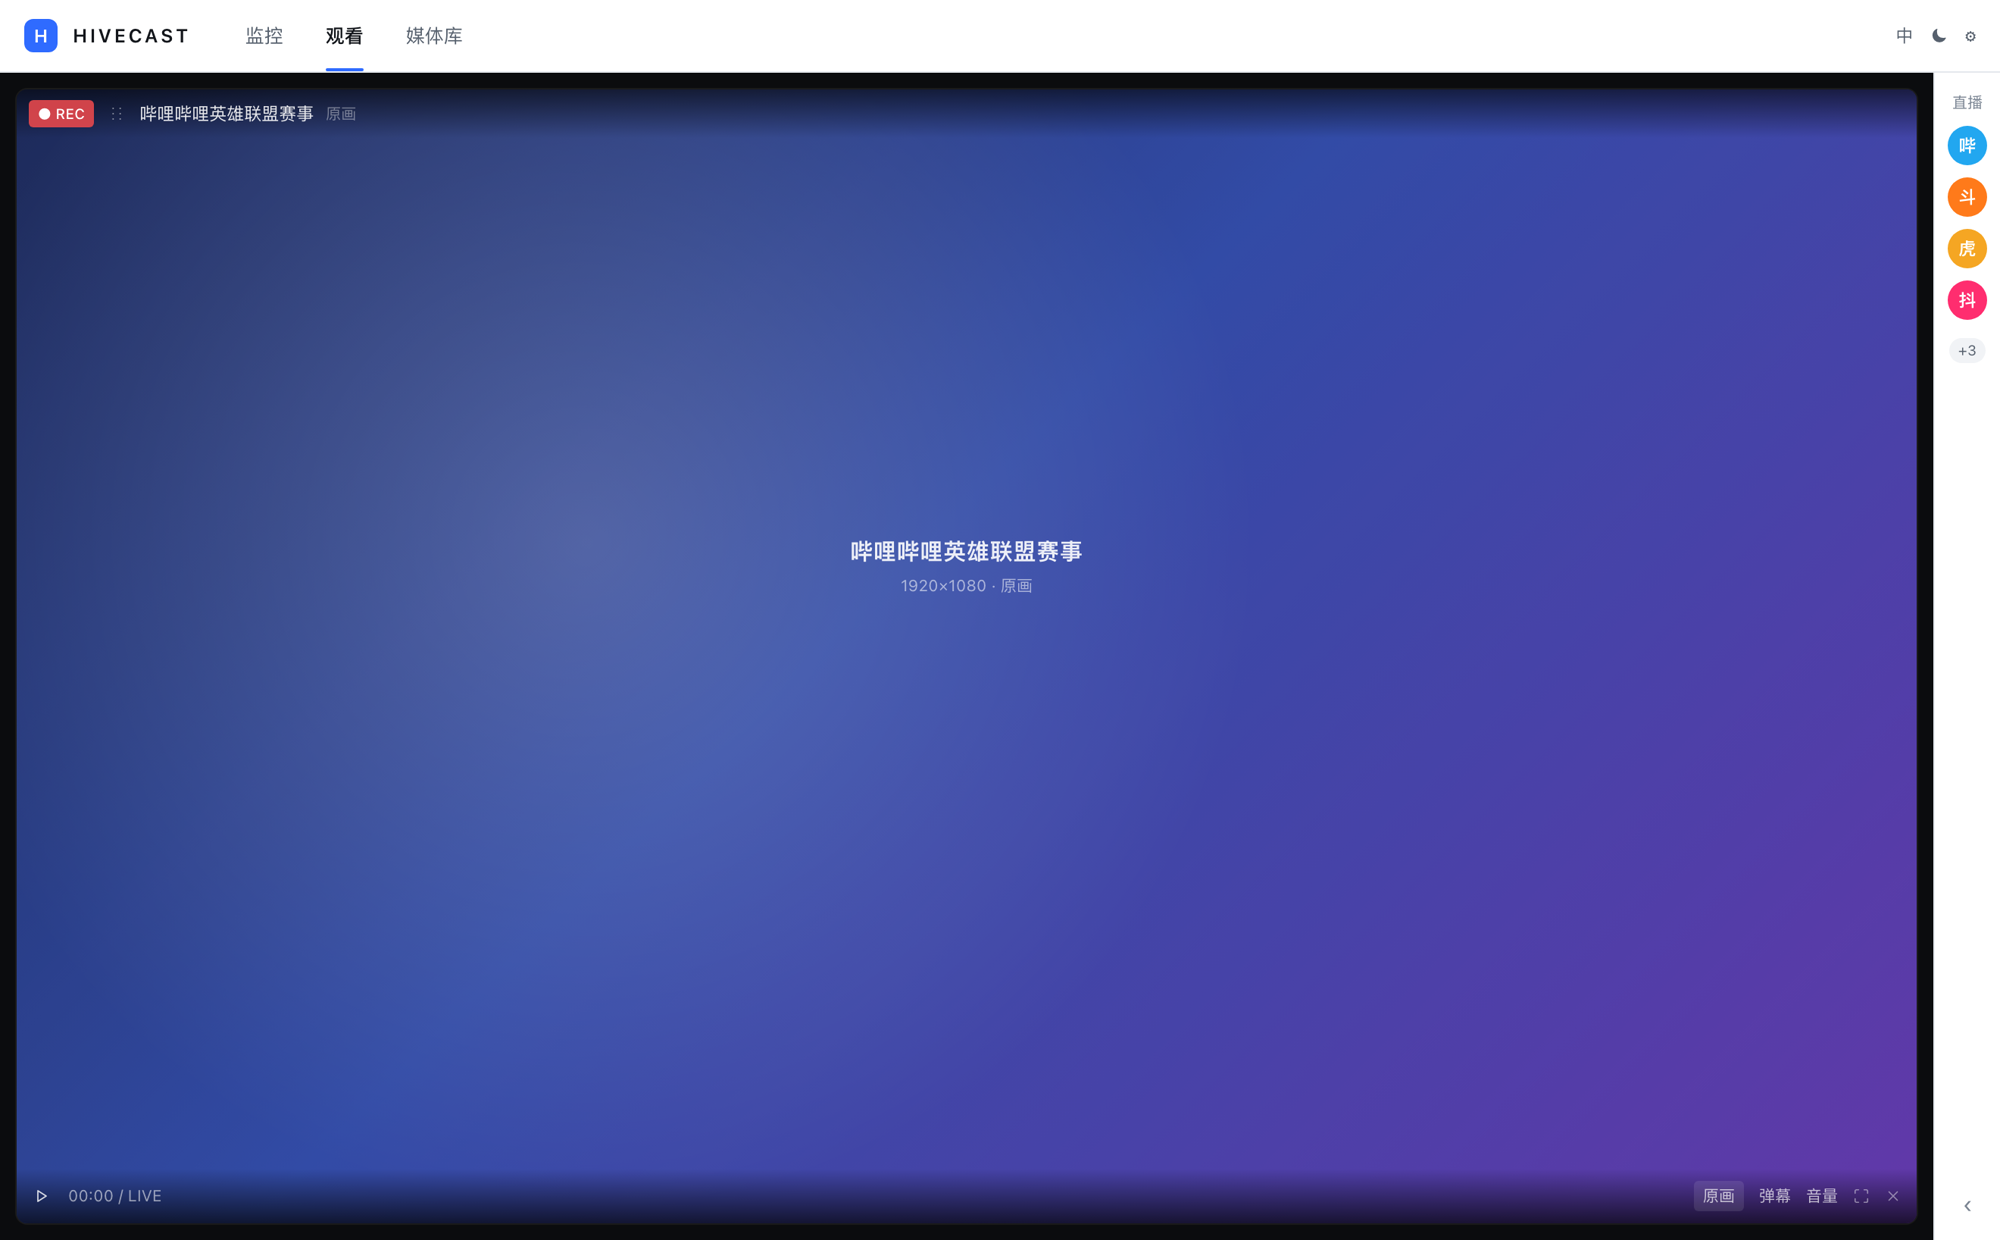 H HIVECAST 监控 观看 媒体库 中
REC 哔哩哔哩英雄联盟赛事 原画
直播
哔
斗
虎
抖
+3
哔哩哔哩英雄联盟赛事
1920×1080 · 原画
00:00 / LIVE 原画 弹幕 音量